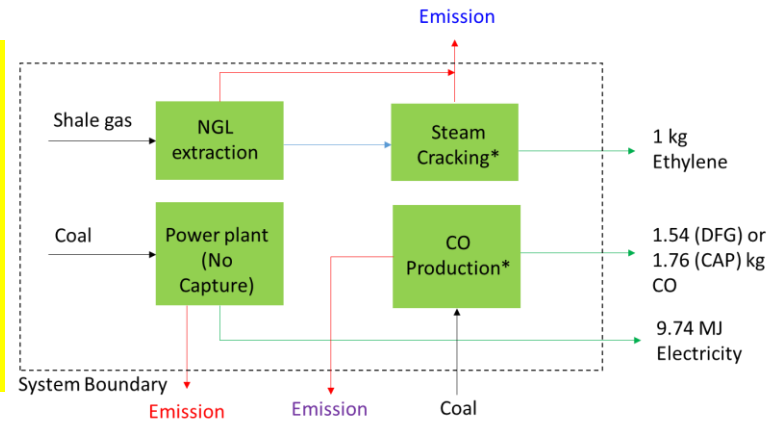 Emission
Shale gas
NGL
extraction
Steam
Cracking*
1 kg
Ethylene
Coal
Power plant
(No
Capture)
CO
Production*
1.54 (DFG) or
1.76 (CAP) kg
CO
9.74 MJ
Electricity
System Boundary
Emission
Emission
Coal